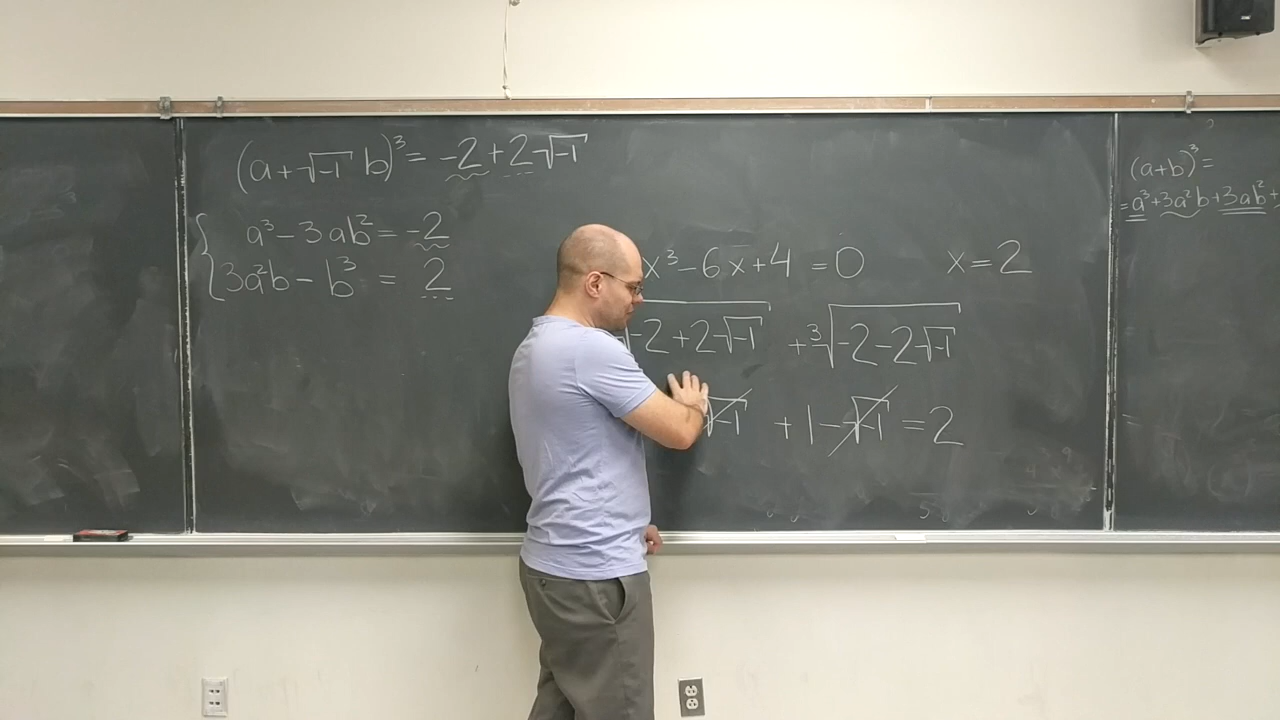 (a+√-1 b)³ = -2+2√-1
a³-3ab²=-2
3a²b-b³ = 2
x³-6x+4=0 x=2
√-2+2√-1 +³√-2-2√-1
√-1 +1-√-1=2
(a+b)³=
=a³+3a²b+3ab²+